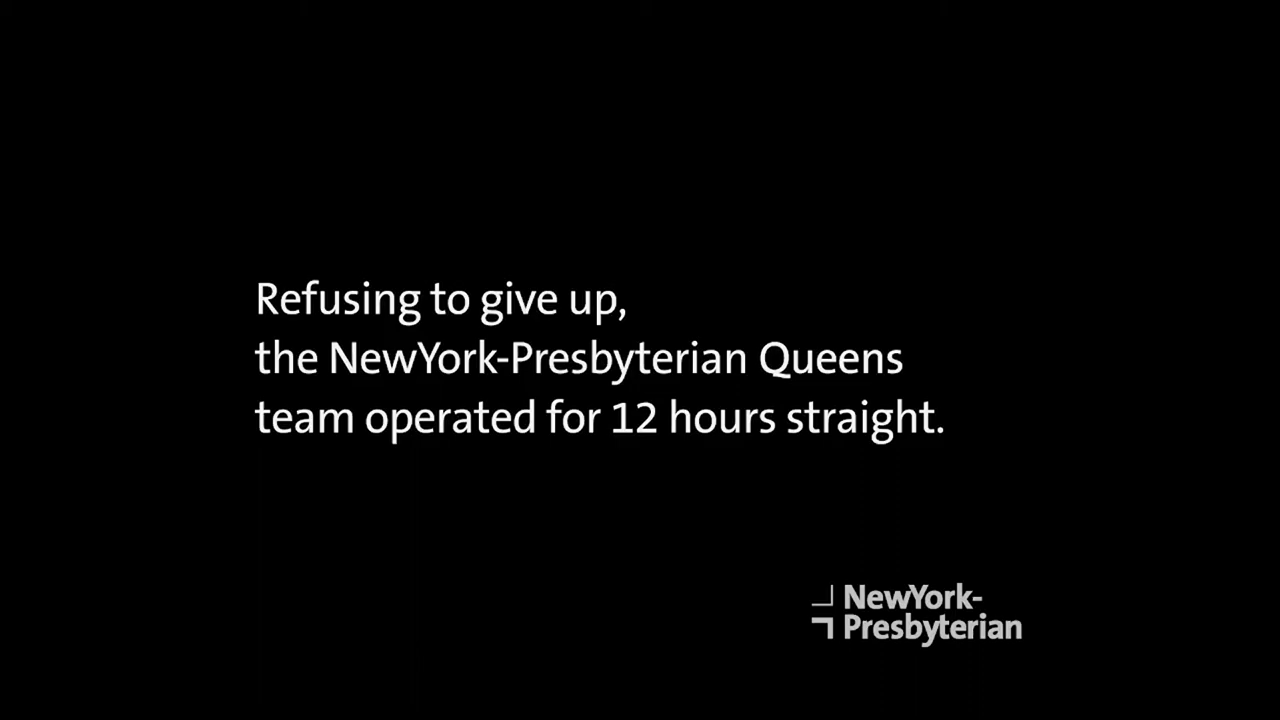 Refusing to give up,
the NewYork-Presbyterian Queens
team operated for 12 hours straight.
NewYork-
Presbyterian